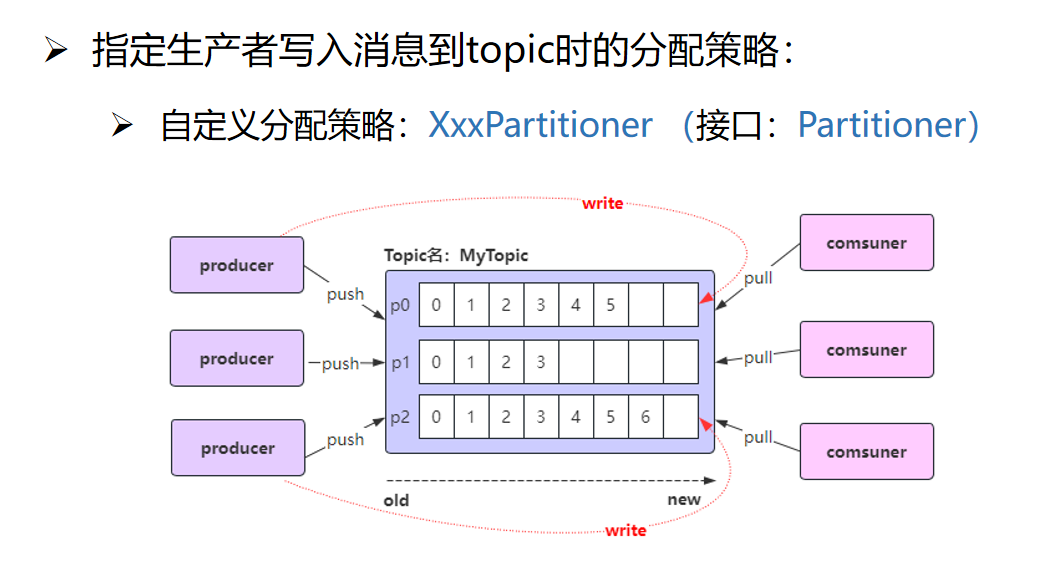 指定生产者写入消息到topic时的分配策略：
自定义分配策略：XxxPartitioner （接口：Partitioner）
write
producer
comsuner
Topic名：MyTopic
push
pull
p0 0 1 2 3 4 5
producer
push
p1 0 1 2 3
pull
comsuner
p2 0 1 2 3 4 5 6
producer
push
pull
comsuner
old
new
write